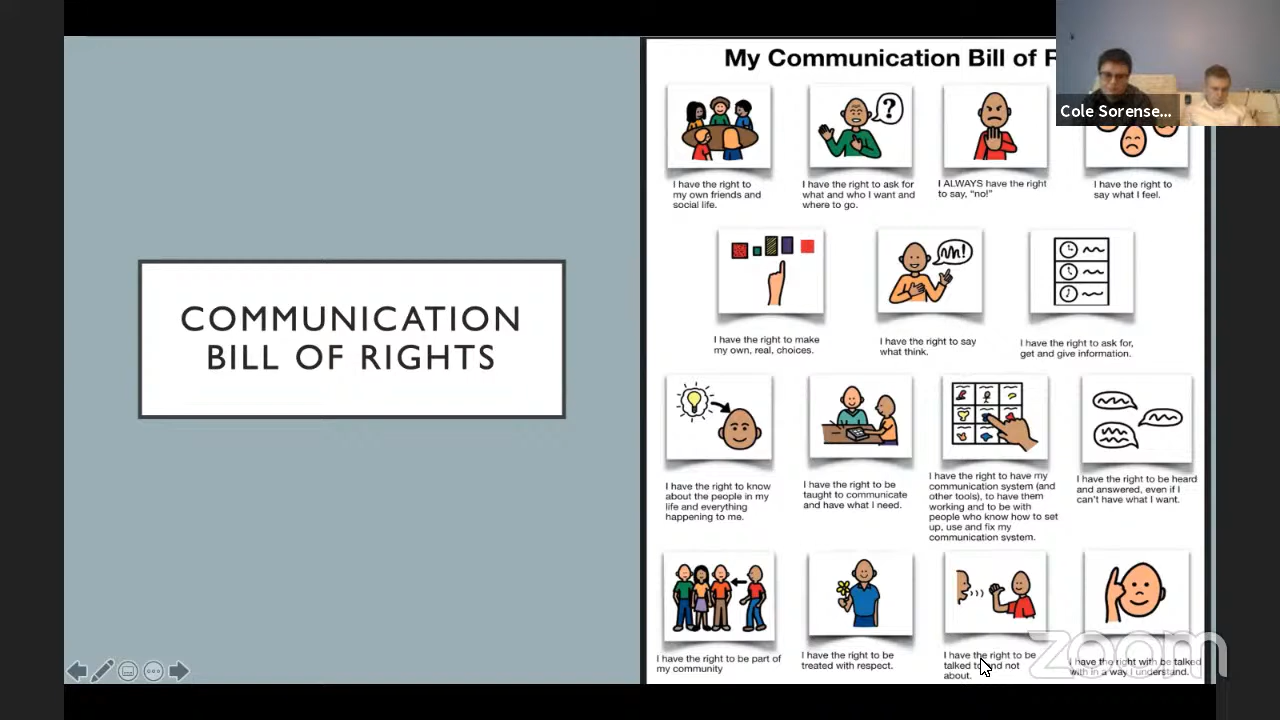 COMMUNICATION
BILL OF RIGHTS
My Communication Bill of R
Cole Sorense...
?
I have the right to
my own friends and
social life.
I have the right to ask for
what and who I want and
where to go.
I ALWAYS have the right
to say, "no!"
I have the right to
say what I feel.
I have the right to make
my own, real, choices.
I have the right to say
what think.
I have the right to ask for,
get and give information.
I have the right to know
about the people in my
life and everything
happening to me.
I have the right to be
taught to communicate
and have what I need.
I have the right to have my
communication system (and
other tools), to have them
working and to be with
people who know how to set
up, use and fix my
communication system.
I have the right to be heard
and answered, even if I
can't have what I want.
I have the right to be part of
my community
I have the right to be
treated with respect.
I have the right to be
talked to and not
about.
I have the right with be talked
with in a way I understand.
zoom